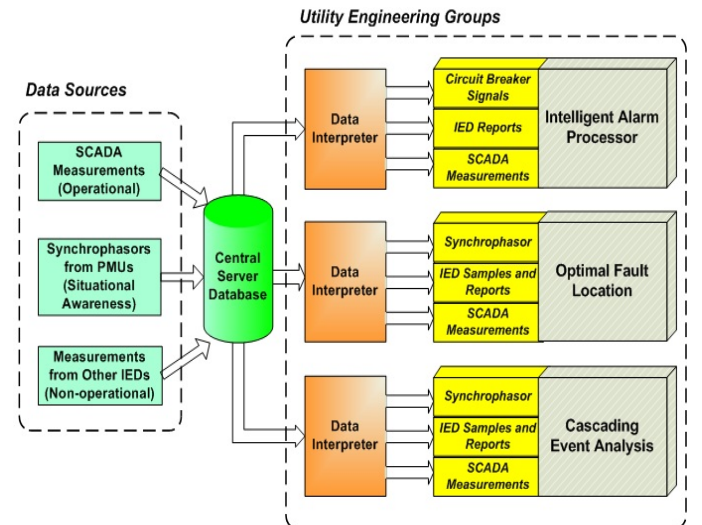 Utility Engineering Groups
Data Sources
SCADA
Measurements
(Operational)
Synchrophasors
from PMUs
(Situational
Awareness)
Measurements
from Other IEDs
(Non-operational)
Central
Server
Database
Data
Interpreter
Circuit Breaker
Signals
IED Reports
SCADA
Measurements
Intelligent Alarm
Processor
Data
Interpreter
Synchrophasor
IED Samples and
Reports
SCADA
Measurements
Optimal Fault
Location
Data
Interpreter
Synchrophasor
IED Samples and
Reports
SCADA
Measurements
Cascading
Event Analysis